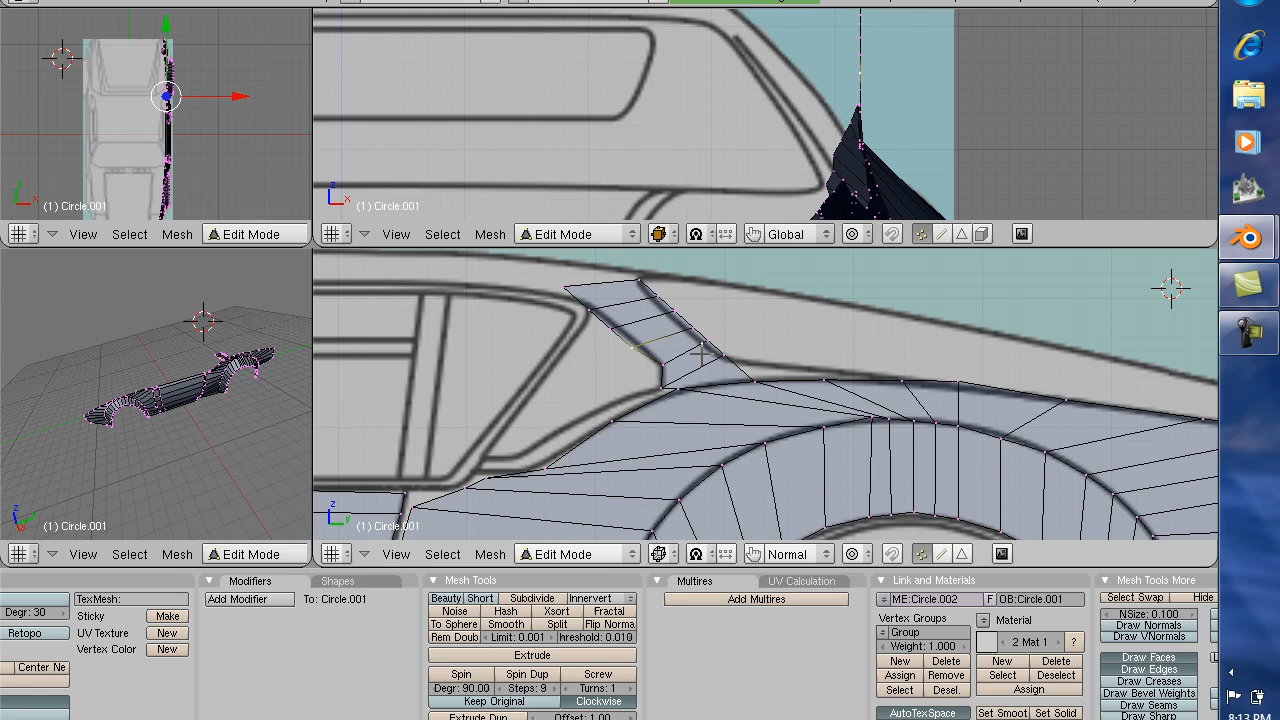 (1) Circle.001
View Select Mesh Edit Mode
View Select Mesh Edit Mode Global
(1) Circle.001
(1) Circle.001
View Select Mesh Edit Mode
View Select Mesh Edit Mode Normal
Modifiers Shapes Mesh Tools Multires UV Calculation Link and Materials Mesh Tools More
TexMesh: Add Modifier To: Circle.001 Beauty Short Subdivide Innervert Add Multires ME:Circle.002 F OB:Circle.001 Select Swap Hide
Degr: 30 Sticky Make Noise Hash Xsort Fractal Vertex Groups Material NSize: 0.100
Retopo UV Texture New To Sphere Smooth Split Flip Norma Group 2 Mat 1 ? Draw Normals
Vertex Color New Rem Doub Limit: 0.001 hreshold: 0.010 Weight: 1.000 Draw VNormals
Center Ne Extrude New Delete New Delete Draw Faces
Spin Spin Dup Screw Assign Remove Select Deselect Draw Edges
Degr: 90.00 Steps: 9 Turns: 1 Select Desel. Assign Draw Creases
Keep Original Clockwise Draw Bevel Weights
Extrude Dup Offset: 1.00 AutoTexSpace Set Smoot Set Solid Draw Seams
Draw Sharp
8:13 PM